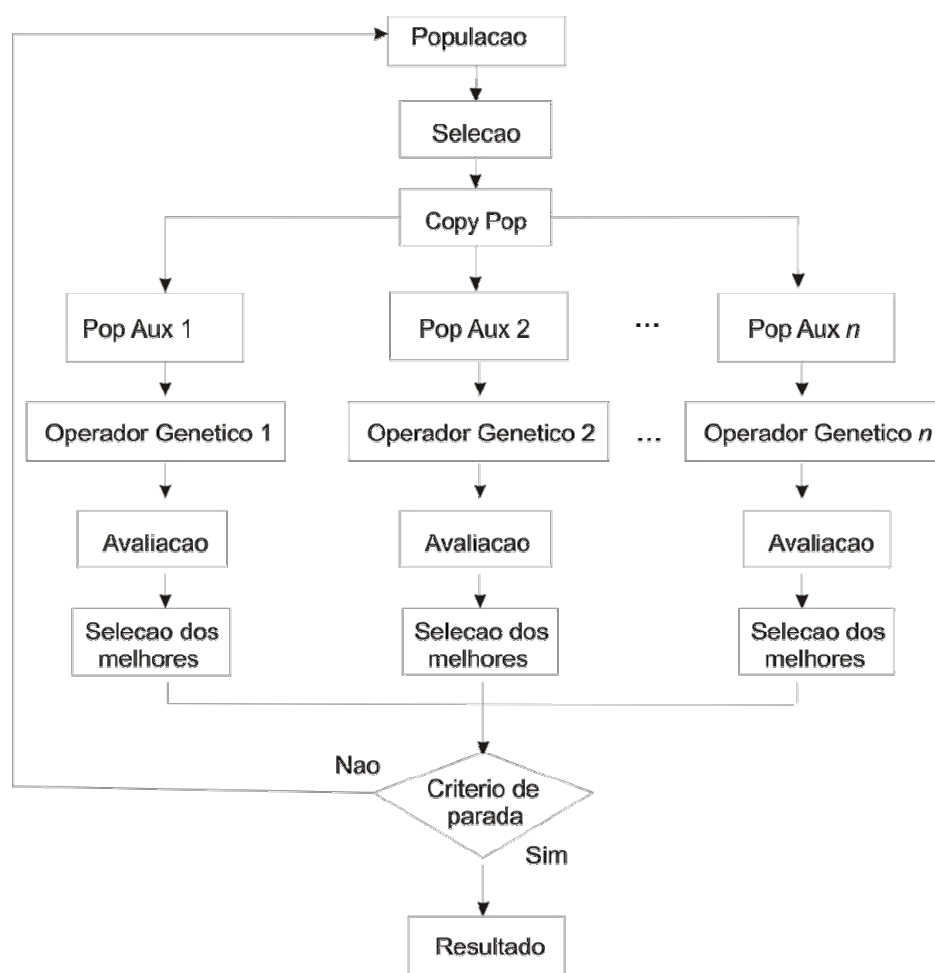 Populacao
Selecao
Copy Pop
Pop Aux 1
Pop Aux 2
...
Pop Aux n
Operador Genetico 1
Operador Genetico 2
...
Operador Genetico n
Avaliacao
Avaliacao
Avaliacao
Selecao dos
melhores
Selecao dos
melhores
Selecao dos
melhores
Nao
Criterio de
parada
Sim
Resultado